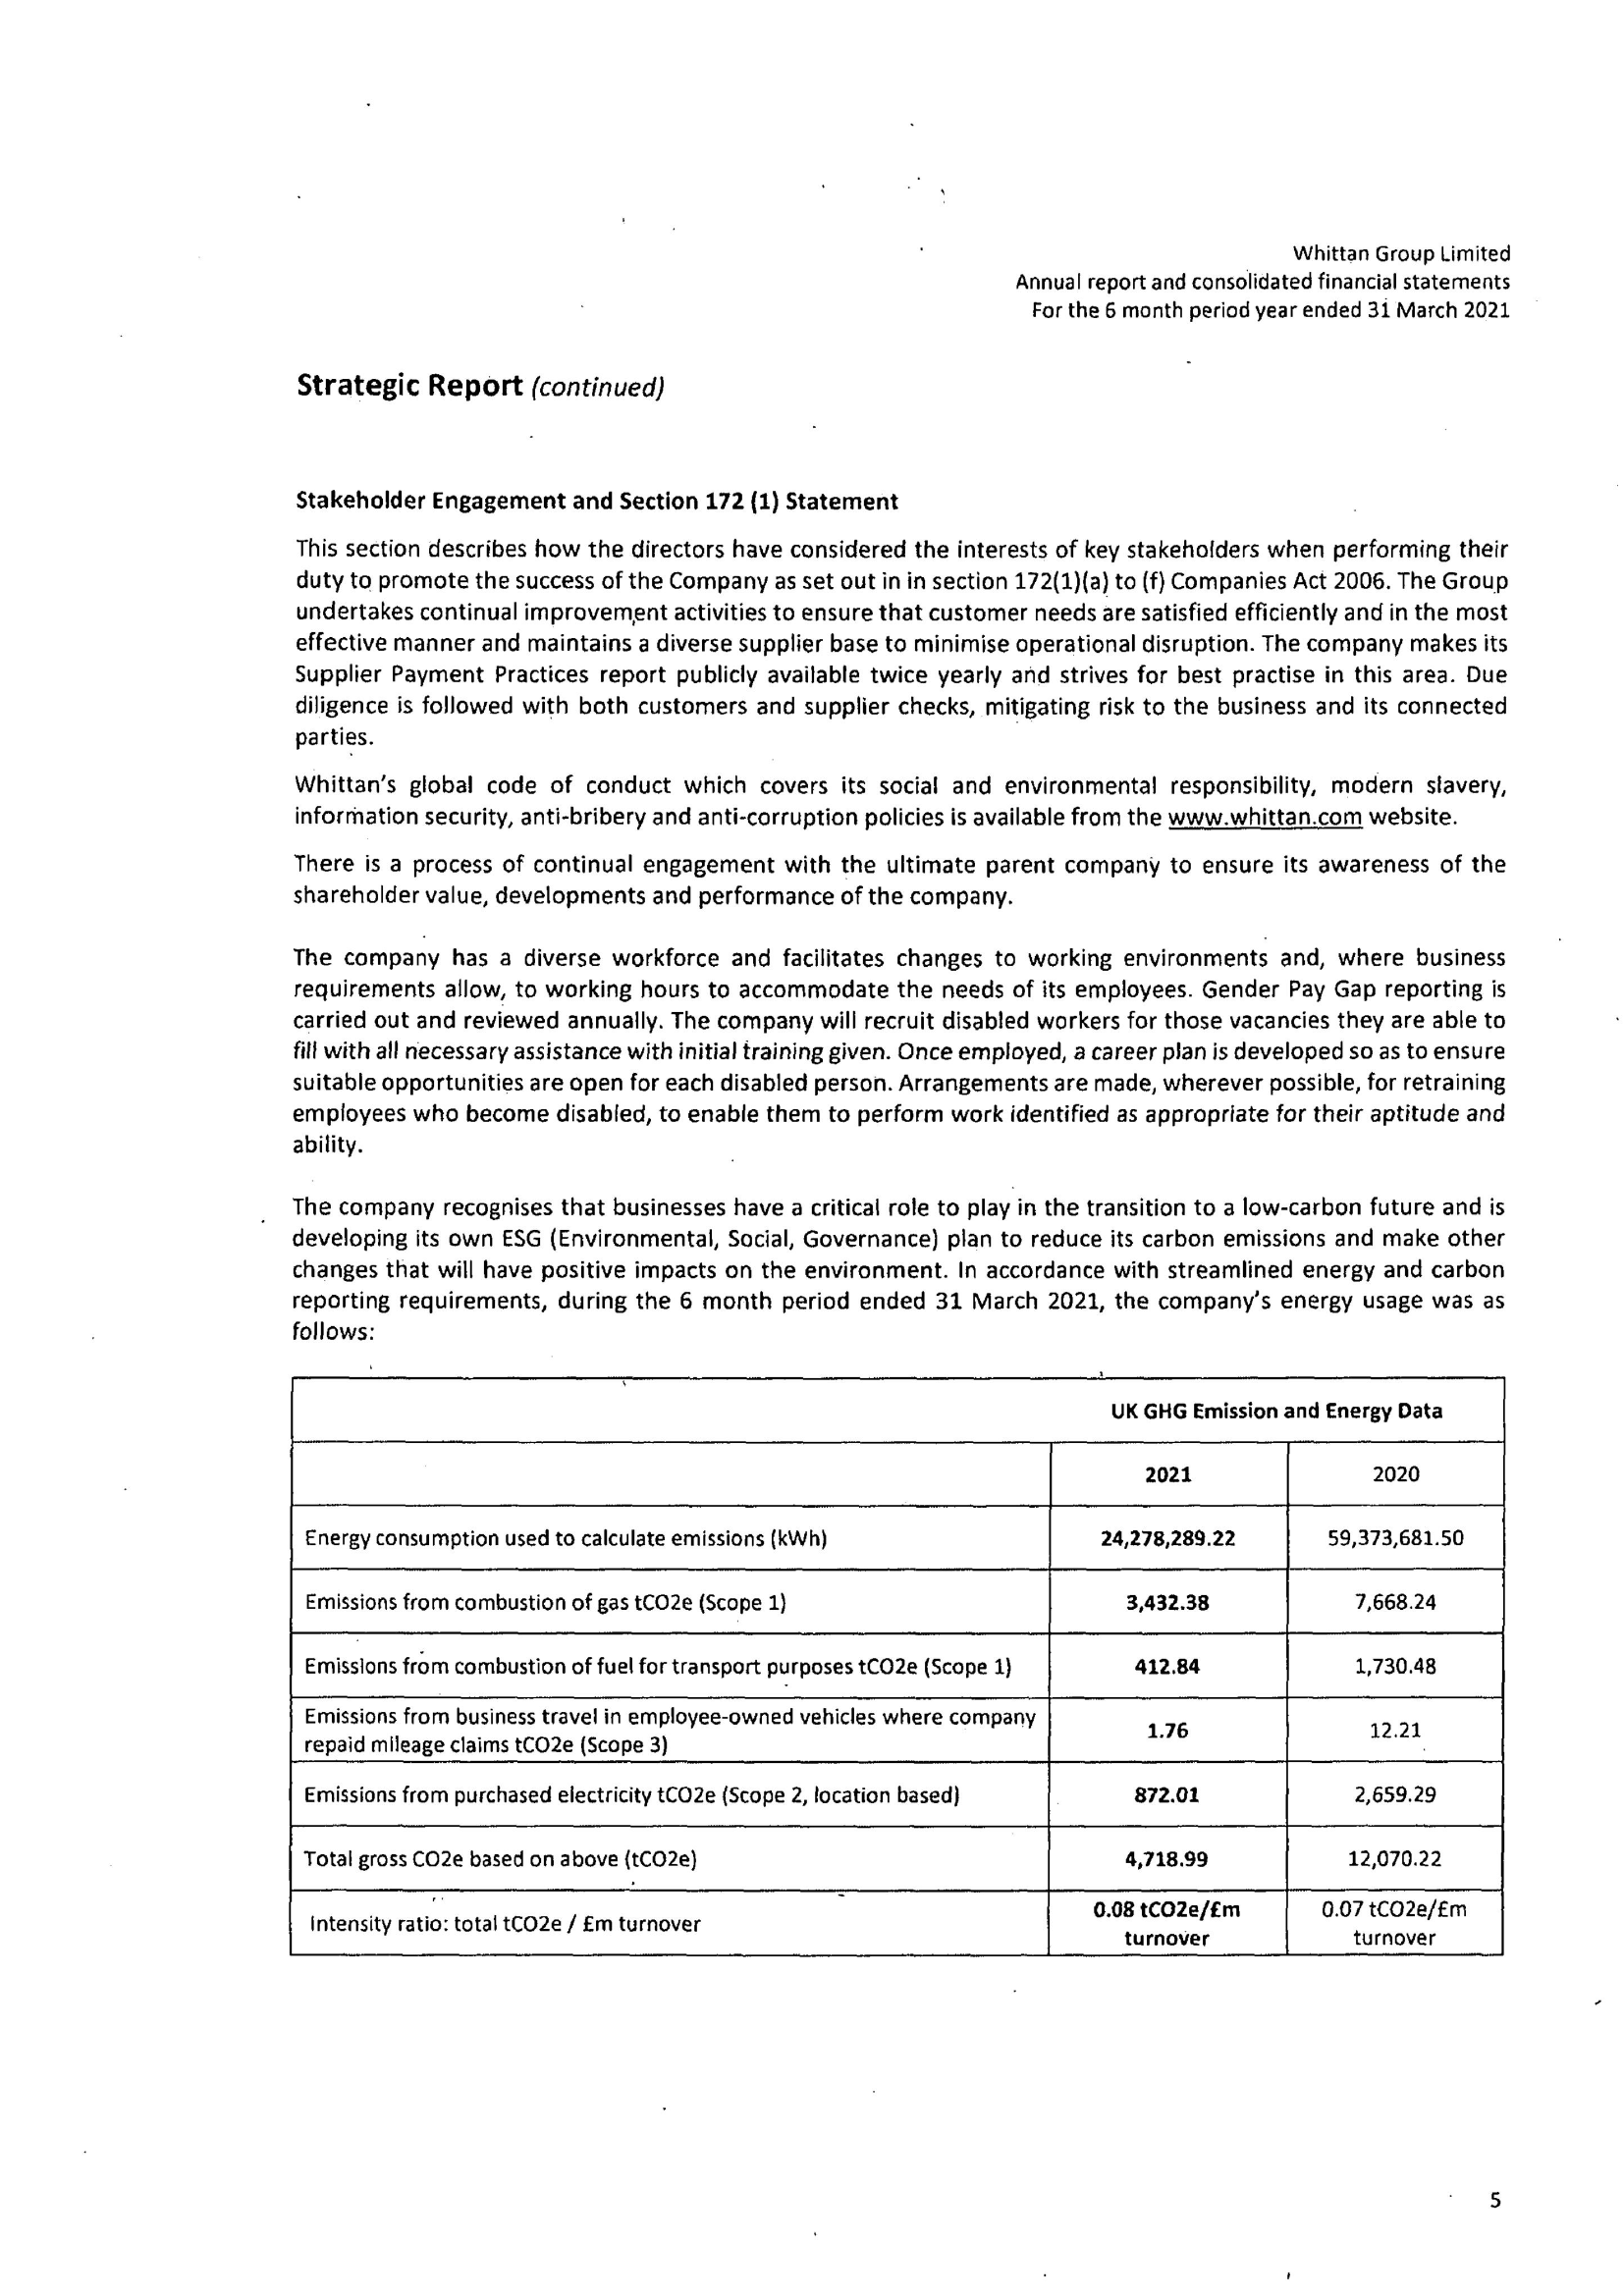 Whittan Group Limited
Annual report and consolidated financial statements
For the 6 month period year ended 31 March 2021
Strategic Report (continued)
Stakeholder Engagement and Section 172 (1) Statement
This section describes how the directors have considered the interests of key stakeholders when performing their
duty to promote the success of the Company as set out in in section 172(1)(a) to (f) Companies Act 2006. The Group
undertakes continual improvement activities to ensure that customer needs are satisfied efficiently and in the most
effective manner and maintains a diverse supplier base to minimise operational disruption. The company makes its
Supplier Payment Practices report publicly available twice yearly and strives for best practise in this area. Due
diligence is followed with both customers and supplier checks, mitigating risk to the business and its connected
parties.
Whittan's global code of conduct which covers its social and environmental responsibility, modern slavery,
information security, anti-bribery and anti-corruption policies is available from the www.whittan.com website.
There is a process of continual engagement with the ultimate parent company to ensure its awareness of the
shareholder value, developments and performance of the company.
The company has a diverse workforce and facilitates changes to working environments and, where business
requirements allow, to working hours to accommodate the needs of its employees. Gender Pay Gap reporting is
carried out and reviewed annually. The company will recruit disabled workers for those vacancies they are able to
fill with all necessary assistance with initial training given. Once employed, a career plan is developed so as to ensure
suitable opportunities are open for each disabled person. Arrangements are made, wherever possible, for retraining
employees who become disabled, to enable them to perform work identified as appropriate for their aptitude and
ability.
The company recognises that businesses have a critical role to play in the transition to a low-carbon future and is
developing its own ESG (Environmental, Social, Governance) plan to reduce its carbon emissions and make other
changes that will have positive impacts on the environment. In accordance with streamlined energy and carbon
reporting requirements, during the 6 month period ended 31 March 2021, the company's energy usage was as
follows:
UK GHG Emission and Energy Data
2021 2020
Energy consumption used to calculate emissions (kWh) 24,278,289.22 59,373,681.50
Emissions from combustion of gas tCO2e (Scope 1) 3,432.38 7,668.24
Emissions from combustion of fuel for transport purposes tCO2e (Scope 1) 412.84 1,730.48
Emissions from business travel in employee-owned vehicles where company
repaid mileage claims tCO2e (Scope 3) 1.76 12.21
Emissions from purchased electricity tCO2e (Scope 2, location based) 872.01 2,659.29
Total gross CO2e based on above (tCO2e) 4,718.99 12,070.22
Intensity ratio: total tCO2e / £m turnover 0.08 tCO2e/£m 0.07 tCO2e/£m
turnover turnover
5